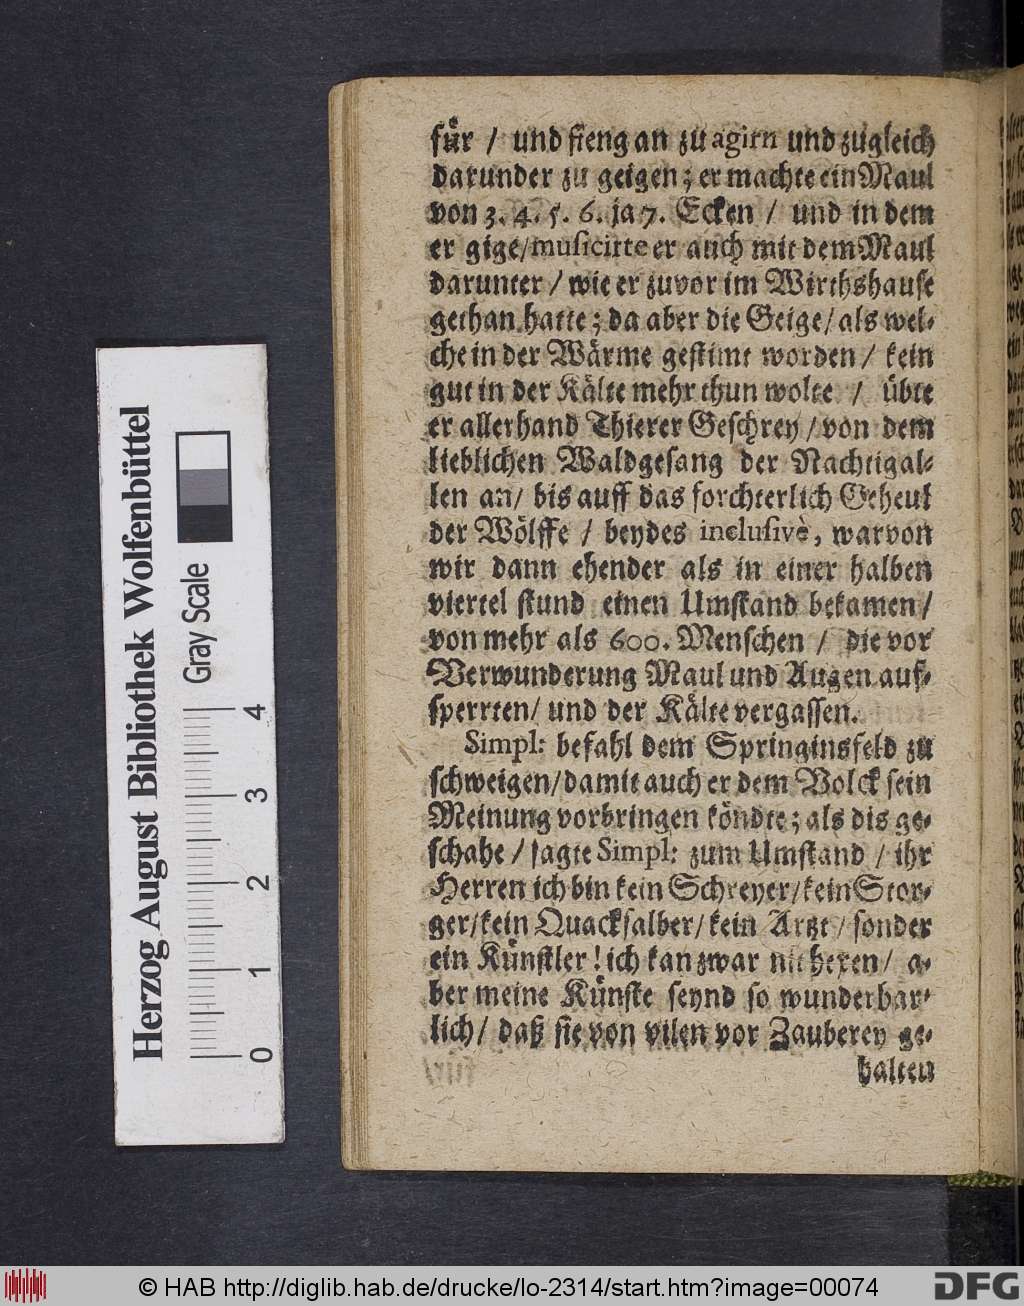 für / und fieng an zu agirn und zugleich
darunder zu geigen; er machte ein Maul
von 3. 4. 5. 6. ja 7. Ecken / und in dem
er gige/ musicirte er auch mit dem Maul
darunter / wie er zuvor im Wirthshause
gethan hatte; da aber die Geige/ als wel-
che in der Wärme gestimt worden / kein
gut in der Kälte mehr thun wolte / übte
er allerhand Thierer Geschrey / von dem
lieblichen Waldgesang der Nachtigal-
len an/ bis auff das forchterlich Geheul
der Wölffe / beydes inclusivè, warvon
wir dann ehender als in einer halben
viertel stund einen Umstand bekamen /
von mehr als 600. Menschen / die vor
Verwunderung Maul und Augen auf-
sperrten/ und der Kälte vergassen.
Simpl: befahl dem Springinsfeld zu
schweigen/ damit auch er dem Volck sein
Meinung vorbringen köndte; als dis ge-
schahe / sagte Simpl: zum Umstand / ihr
Herren ich bin kein Schreyer/ kein Stor-
ger/ kein Quacksalber/ kein Artzt / sonder
ein Künstler! ich kan zwar nit hexen/ a-
ber meine Künste seynd so wunderbar-
lich/ daß sie von vilen vor Zauberey ge-
halten
Herzog August Bibliothek Wolfenbüttel
Gray Scale
0 1 2 3 4
© HAB http://diglib.hab.de/drucke/lo-2314/start.htm?image=00074
DFG